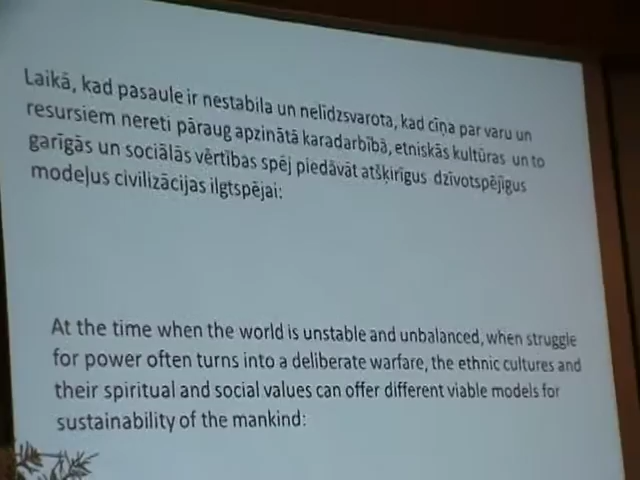 Laikā, kad pasaule ir nestabila un nelīdzsvarota, kad cīņa par varu un
resursiem nereti pāraug apzinātā karadarbībā, etniskās kultūras un to
garīgās un sociālās vērtības spēj piedāvāt atšķirīgus dzīvotspējīgus
modeļus civilizācijas ilgtspējai:
At the time when the world is unstable and unbalanced, when struggle
for power often turns into a deliberate warfare, the ethnic cultures and
their spiritual and social values can offer different viable models for
sustainability of the mankind: